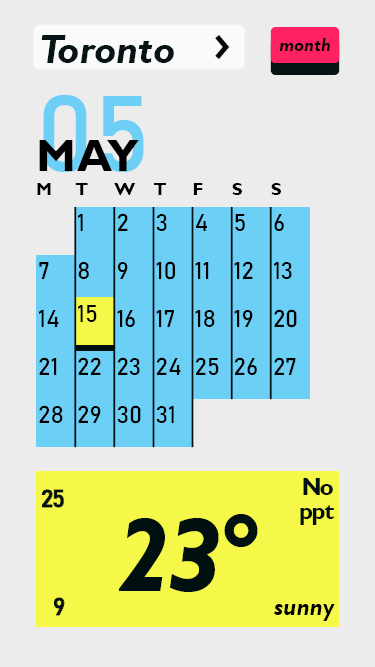 Toronto
month
05
MAY
M T W T F S S
1 2 3 4 5 6
7 8 9 10 11 12 13
14 15 16 17 18 19 20
21 22 23 24 25 26 27
28 29 30 31
25
No
ppt
23°
9
sunny